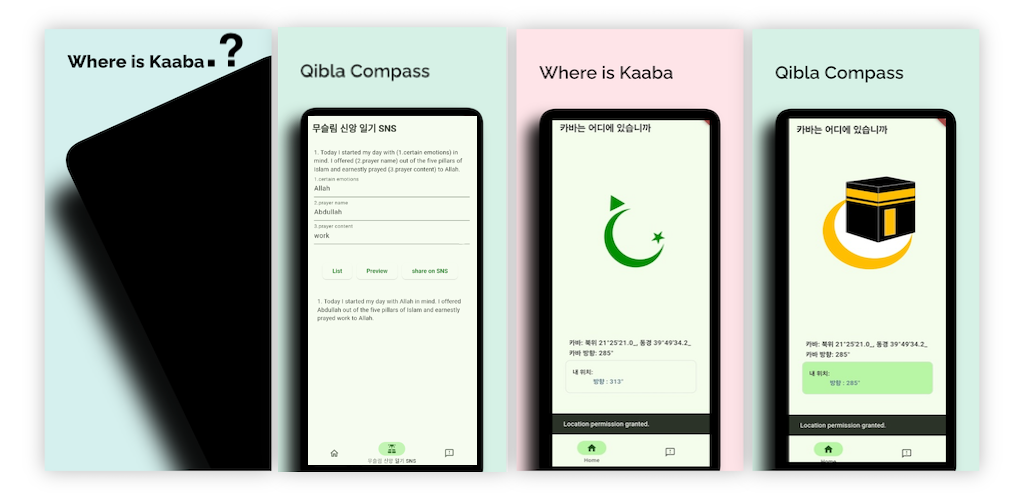 Where is Kaaba.?
Qibla Compass
무슬림 신앙 일기 SNS
1. Today I started my day with (1.certain emotions) in
mind. I offered (2.prayer name) out of the five pillars of
Islam and earnestly prayed (3.prayer content) to Allah.
1.certain emotions
Allah
2.prayer name
Abdullah
3.prayer content
work
List
Preview
share on SNS
1. Today I started my day with Allah in mind. I offered
Abdullah out of the five pillars of Islam and earnestly
prayed work to Allah.
무슬림 신앙 일기 SNS
Where is Kaaba
카바는 어디에 있습니까
카바: 북위 21°25'21.0_, 동경 39°49'34.2_
카바 방향: 285°
내 위치:
방향 : 313°
Location permission granted.
Home
Qibla Compass
카바는 어디에 있습니까
카바: 북위 21°25'21.0_, 동경 39°49'34.2_
카바 방향: 285°
내 위치:
방향 : 285°
Location permission granted.
Home